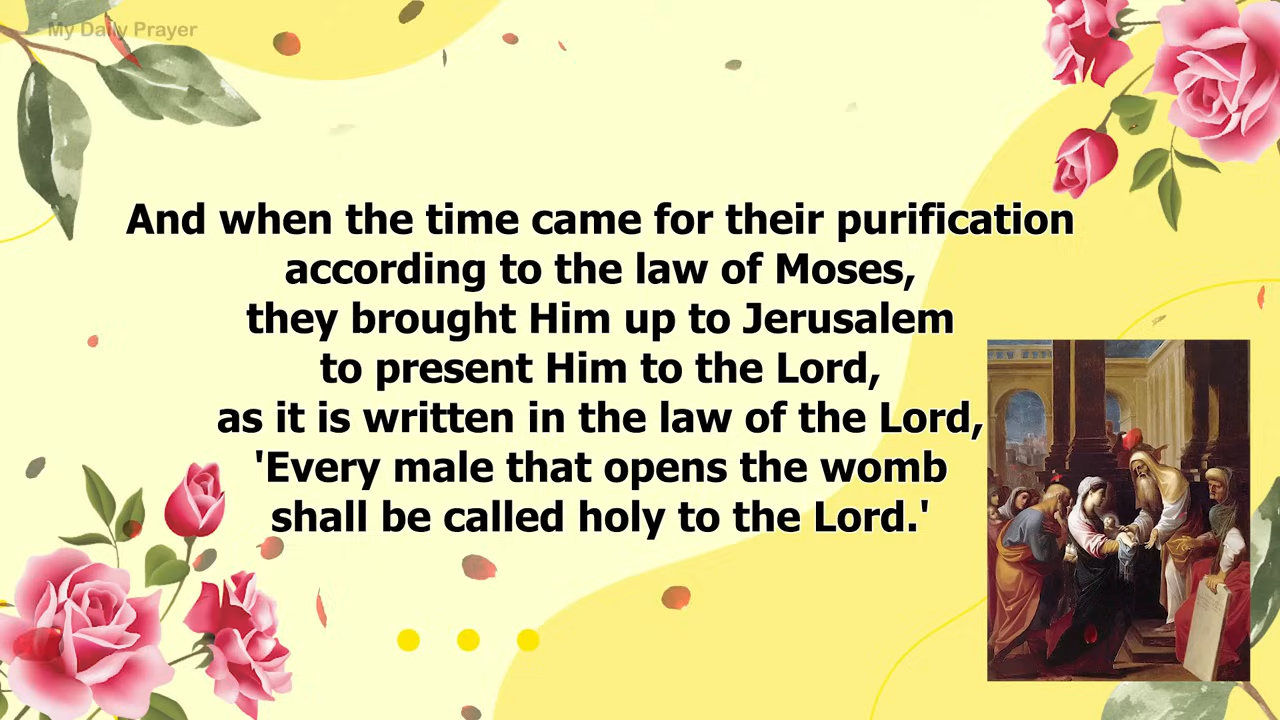 My Daily Prayer
And when the time came for their purification
according to the law of Moses,
they brought Him up to Jerusalem
to present Him to the Lord,
as it is written in the law of the Lord,
'Every male that opens the womb
shall be called holy to the Lord.'